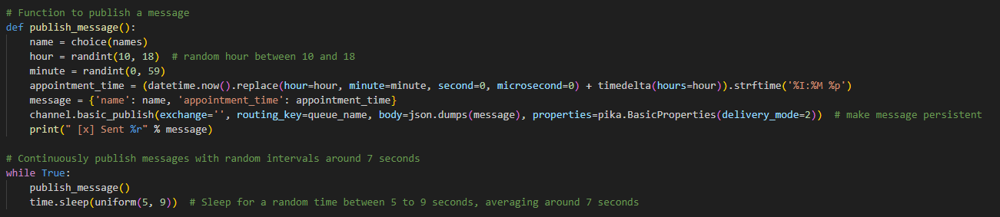 # Function to publish a message
def publish_message():
    name = choice(names)
    hour = randint(10, 18)  # random hour between 10 and 18
    minute = randint(0, 59)
    appointment_time = (datetime.now().replace(hour=hour, minute=minute, second=0, microsecond=0) + timedelta(hours=hour)).strftime('%I:%M %p')
    message = {'name': name, 'appointment_time': appointment_time}
    channel.basic_publish(exchange='', routing_key=queue_name, body=json.dumps(message), properties=pika.BasicProperties(delivery_mode=2))  # make message persistent
    print(" [x] Sent %r" % message)

# Continuously publish messages with random intervals around 7 seconds
while True:
    publish_message()
    time.sleep(uniform(5, 9))  # Sleep for a random time between 5 to 9 seconds, averaging around 7 seconds